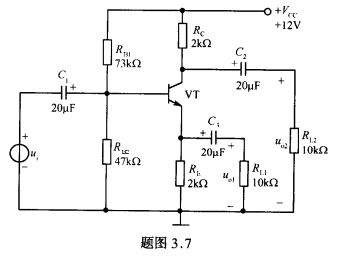 +V_CC
+12V
R_C
2kΩ
R_B1
73kΩ
C_2
+
20μF
C_1
+
20μF
VT
+
C_3
20μF
+
R_B2
47kΩ
+
u_i
−
R_E
2kΩ
u_o1
−
R_L1
10kΩ
+
u_o2
−
R_L2
10kΩ
题图 3.7